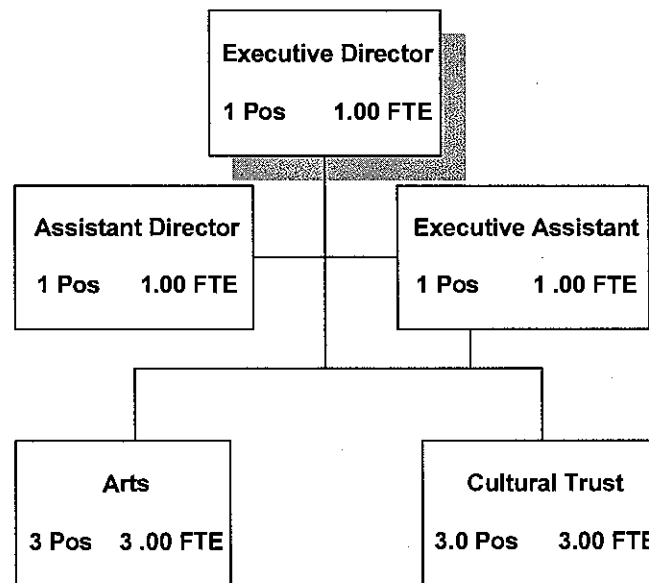 Executive Director
1 Pos 1.00 FTE
Assistant Director
1 Pos 1.00 FTE
Executive Assistant
1 Pos 1 .00 FTE
Arts
3 Pos 3 .00 FTE
Cultural Trust
3.0 Pos 3.00 FTE